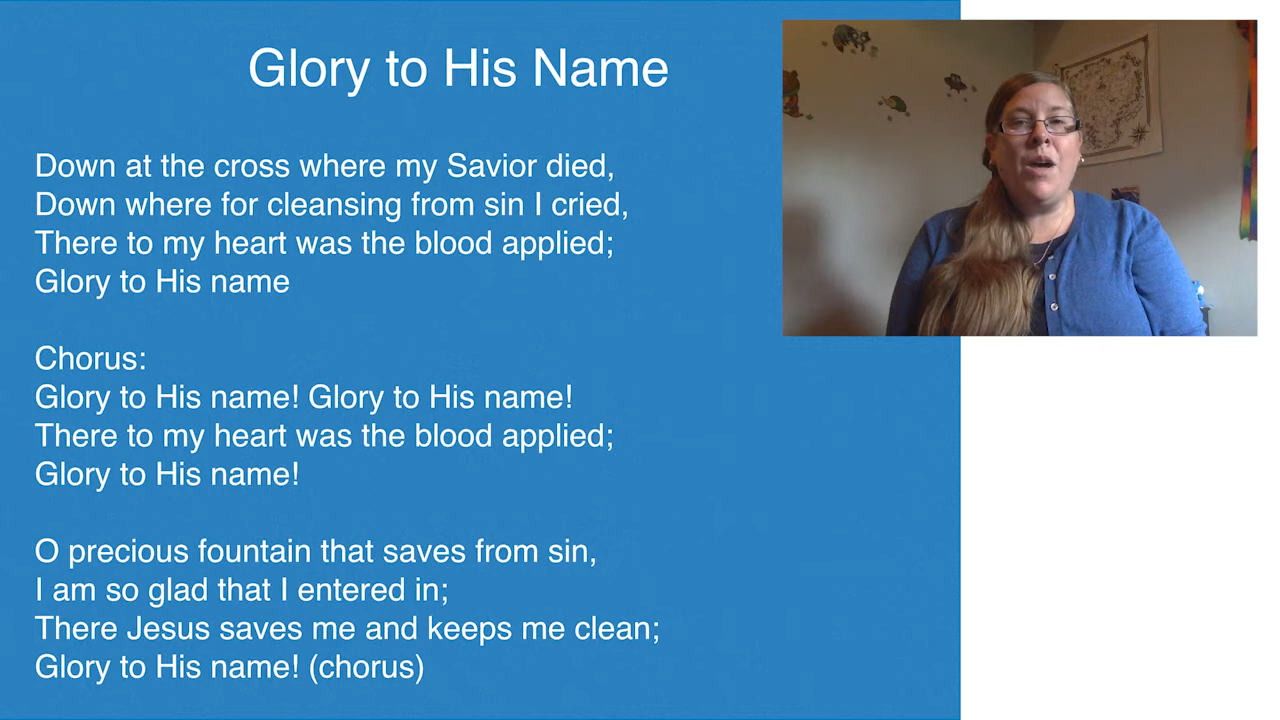 Glory to His Name
Down at the cross where my Savior died,
Down where for cleansing from sin I cried,
There to my heart was the blood applied;
Glory to His name
Chorus:
Glory to His name! Glory to His name!
There to my heart was the blood applied;
Glory to His name!
O precious fountain that saves from sin,
I am so glad that I entered in;
There Jesus saves me and keeps me clean;
Glory to His name! (chorus)